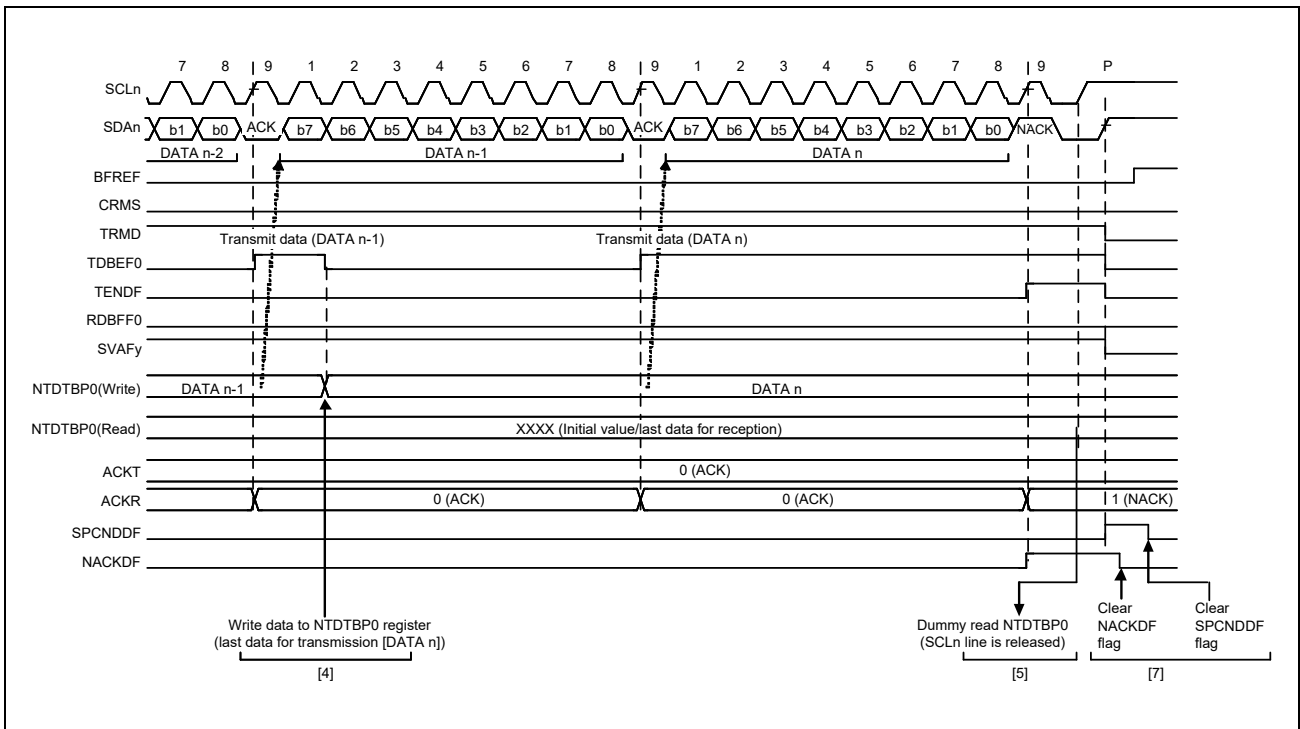 7 8 9 1 2 3 4 5 6 7 8 9 1 2 3 4 5 6 7 8 9 P
SCLn
SDAn b1 b0 ACK b7 b6 b5 b4 b3 b2 b1 b0 ACK b7 b6 b5 b4 b3 b2 b1 b0 NACK
DATA n-2 DATA n-1 DATA n
BFREF
CRMS
TRMD
Transmit data (DATA n-1) Transmit data (DATA n)
TDBEF0
TENDF
RDBFF0
SVAFy
NTDTBP0(Write) DATA n-1 DATA n
NTDTBP0(Read) XXXX (Initial value/last data for reception)
ACKT 0 (ACK)
ACKR 0 (ACK) 0 (ACK) 1 (NACK)
SPCNDDF
NACKDF
Write data to NTDTBP0 register
(last data for transmission [DATA n])
[4]
Dummy read NTDTBP0
(SCLn line is released)
[5]
Clear
NACKDF
flag
Clear
SPCNDDF
flag
[7]